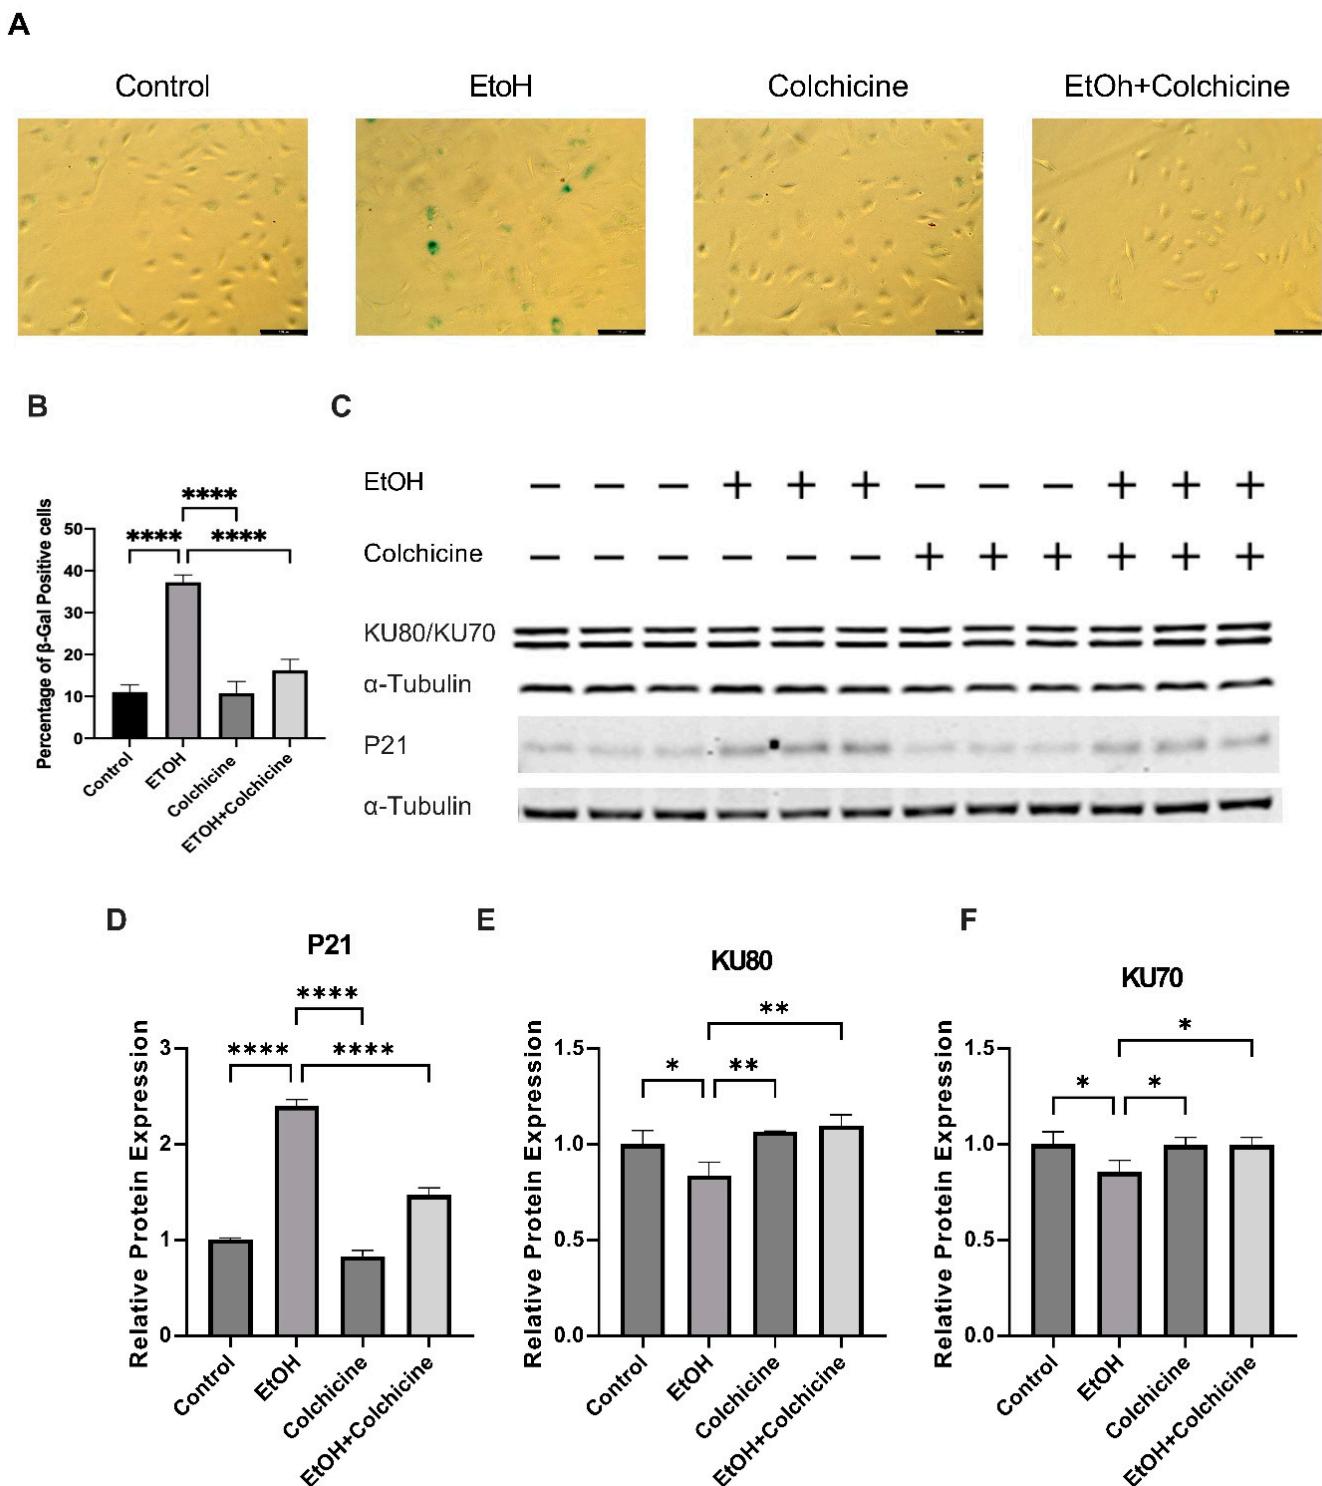 A
Control EtoH Colchicine EtOh+Colchicine
B
****
**** ****
Percentage of β-Gal Positive cells
50
40
30
20
10
0
Control ETOH Colchicine ETOH+Colchicine
C
EtOH − − − + + + − − − + + +
Colchicine − − − − − − + + + + + +
KU80/KU70
α-Tubulin
P21
α-Tubulin
D
P21
****
**** ****
Relative Protein Expression
3
2
1
0
Control EtOH Colchicine EtOH+Colchicine
E
KU80
**
* **
Relative Protein Expression
1.5
1.0
0.5
0.0
Control EtOH Colchicine EtOH+Colchicine
F
KU70
*
* *
Relative Protein Expression
1.5
1.0
0.5
0.0
Control EtOH Colchicine EtOH+Colchicine